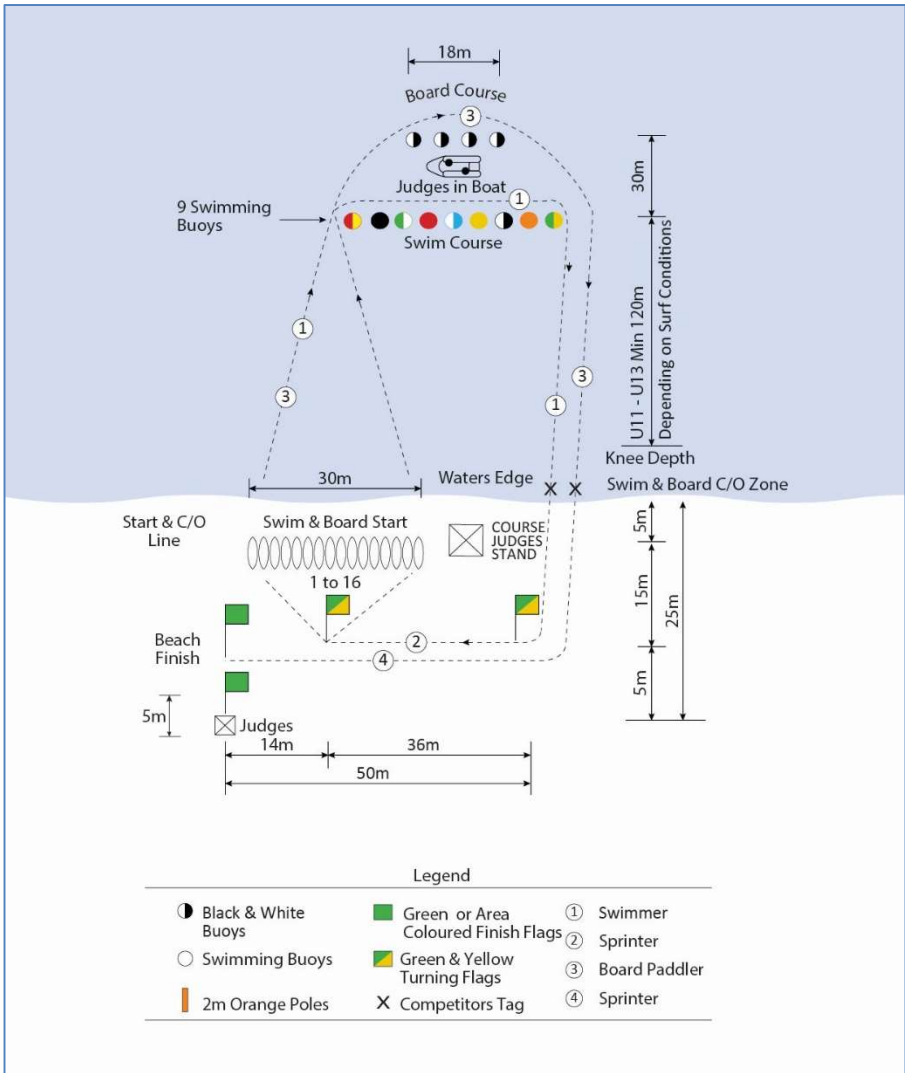 18m
Board Course
3
30m
Judges in Boat
1
9 Swimming
Buoys
Swim Course
1
3
1
3
U11 - U13 Min 120m
Depending on Surf Conditions
Knee Depth
30m
Waters Edge
Swim & Board C/O Zone
Start & C/O
Line
Swim & Board Start
COURSE
JUDGES
STAND
5m
1 to 16
15m
25m
2
Beach
Finish
4
5m
5m
Judges
14m
36m
50m
Legend
Black & White
Buoys
Green or Area
Coloured Finish Flags
1 Swimmer
2 Sprinter
Swimming Buoys
Green & Yellow
Turning Flags
3 Board Paddler
2m Orange Poles
X Competitors Tag
4 Sprinter